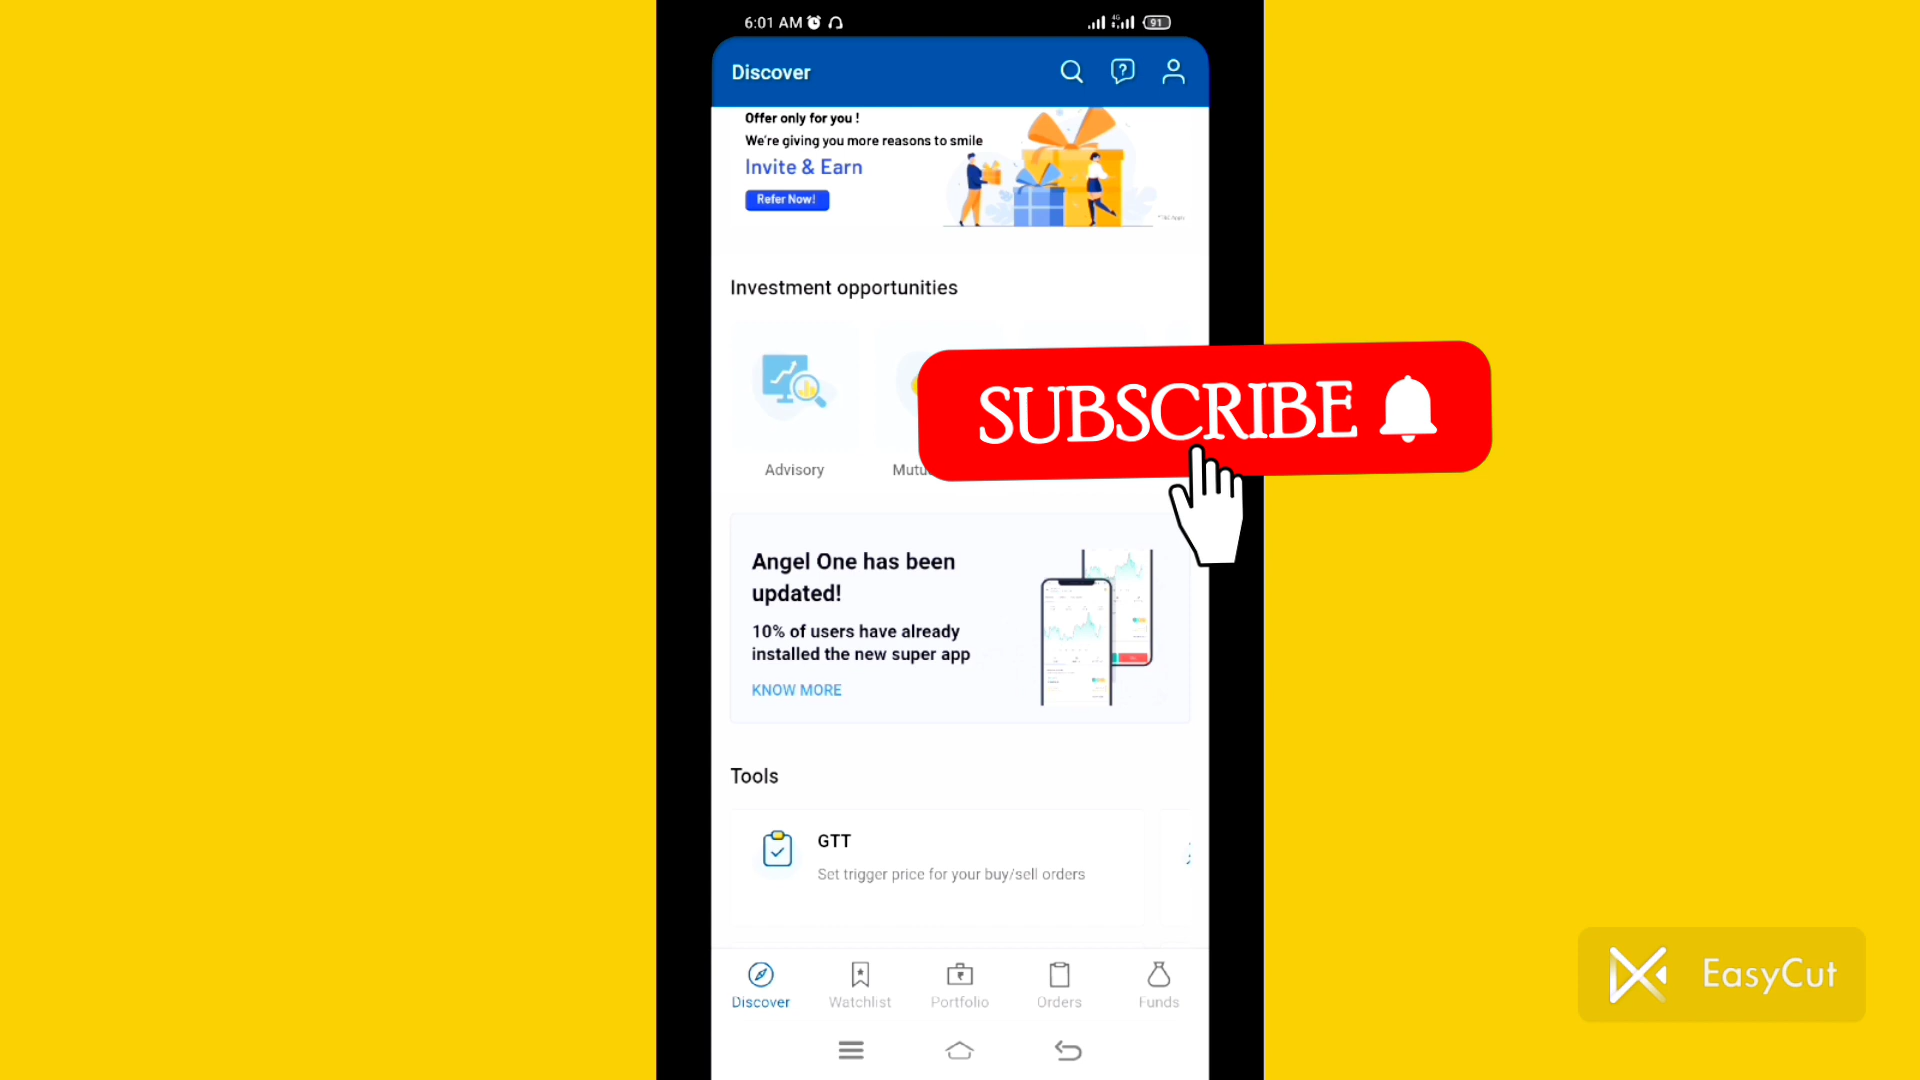 6:01 AM
4G
91
Discover
Offer only for you !
We're giving you more reasons to smile
Invite & Earn
Refer Now!
Investment opportunities
SUBSCRIBE
Advisory
Angel One has been
updated!
10% of users have already
installed the new super app
KNOW MORE
Tools
GTT
Set trigger price for your buy/sell orders
Discover
Watchlist
Portfolio
Orders
Funds
EasyCut